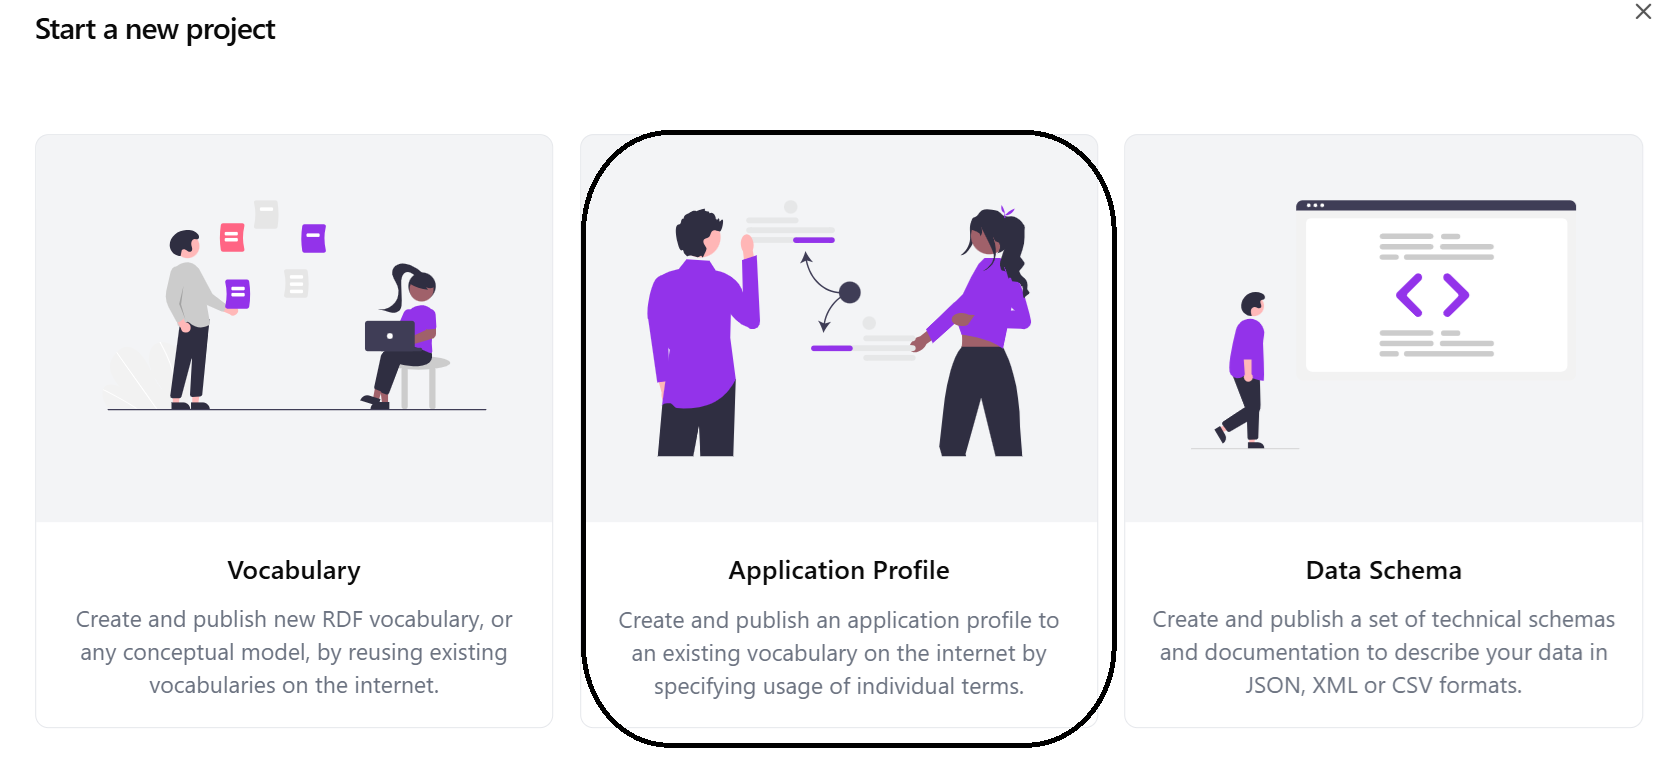 Start a new project
Vocabulary
Create and publish new RDF vocabulary, or
any conceptual model, by reusing existing
vocabularies on the internet.
Application Profile
Create and publish an application profile to
an existing vocabulary on the internet by
specifying usage of individual terms.
Data Schema
Create and publish a set of technical schemas
and documentation to describe your data in
JSON, XML or CSV formats.